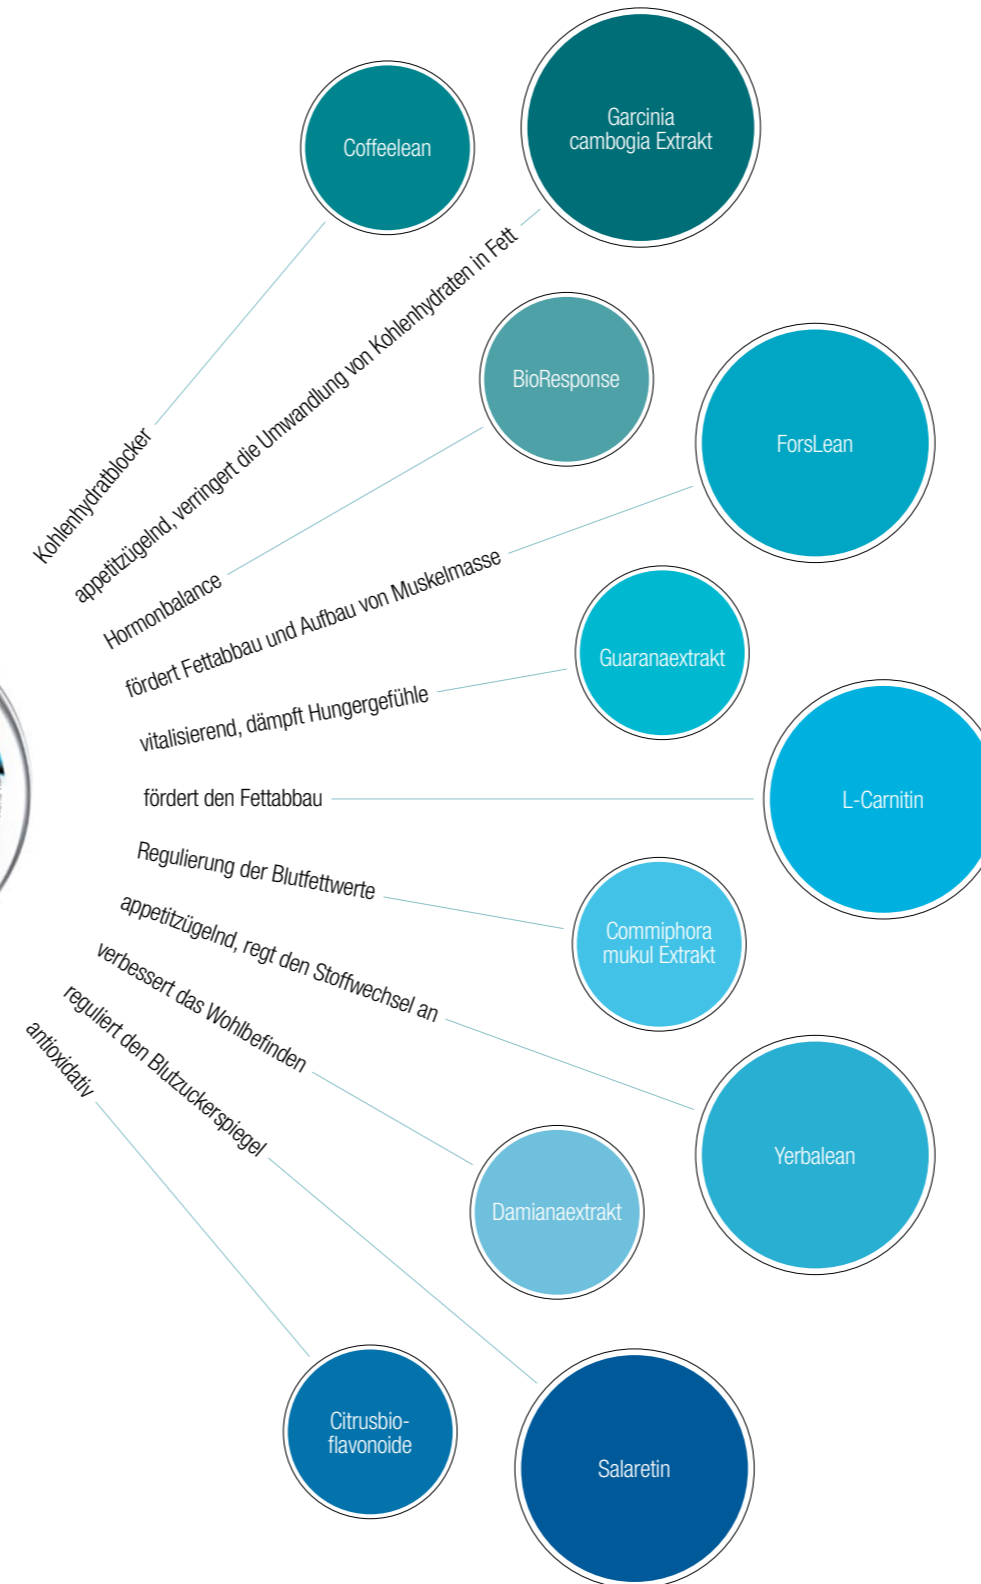 Coffeelean
Garcinia
cambogia Extrakt
Kohlenhydratblocker
appetitzügelnd, verringert die Umwandlung von Kohlenhydraten in Fett
BioResponse
Hormonbalance
ForsLean
fördert Fettabbau und Aufbau von Muskelmasse
Guaranaextrakt
vitalisierend, dämpft Hungergefühle
fördert den Fettabbau
L-Carnitin
Regulierung der Blutfettwerte
Commiphora
mukul Extrakt
appetitzügelnd, regt den Stoffwechsel an
Yerbalean
verbessert das Wohlbefinden
Damianaextrakt
reguliert den Blutzuckerspiegel
Salaretin
antioxidativ
Citrusbio-
flavonoide